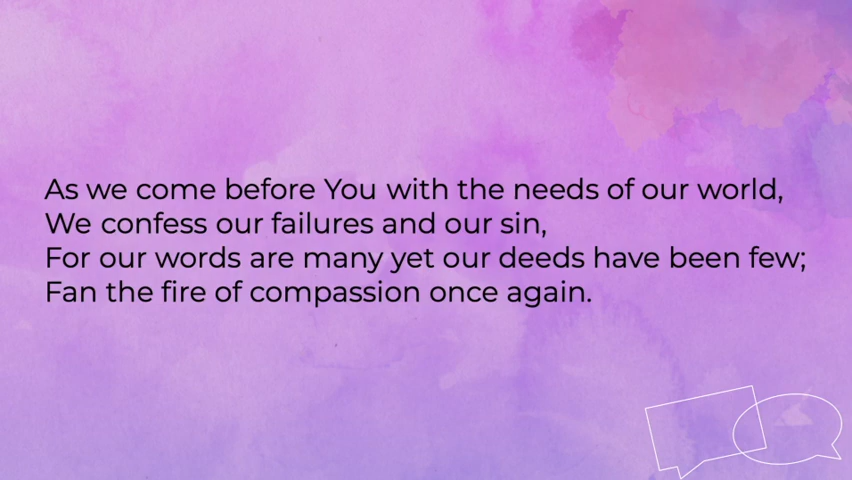 As we come before You with the needs of our world,
We confess our failures and our sin,
For our words are many yet our deeds have been few;
Fan the fire of compassion once again.